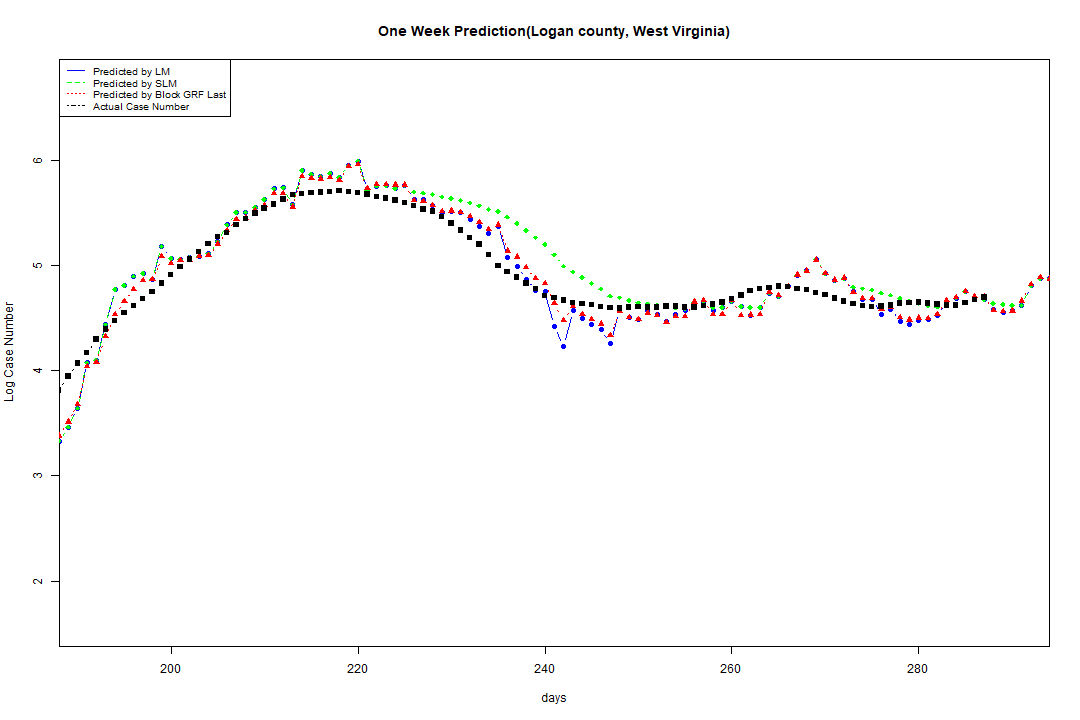 One Week Prediction(Logan county, West Virginia)
Predicted by LM
Predicted by SLM
Predicted by Block GRF Last
Actual Case Number
6
5
4
3
2
Log Case Number
200 220 240 260 280
days